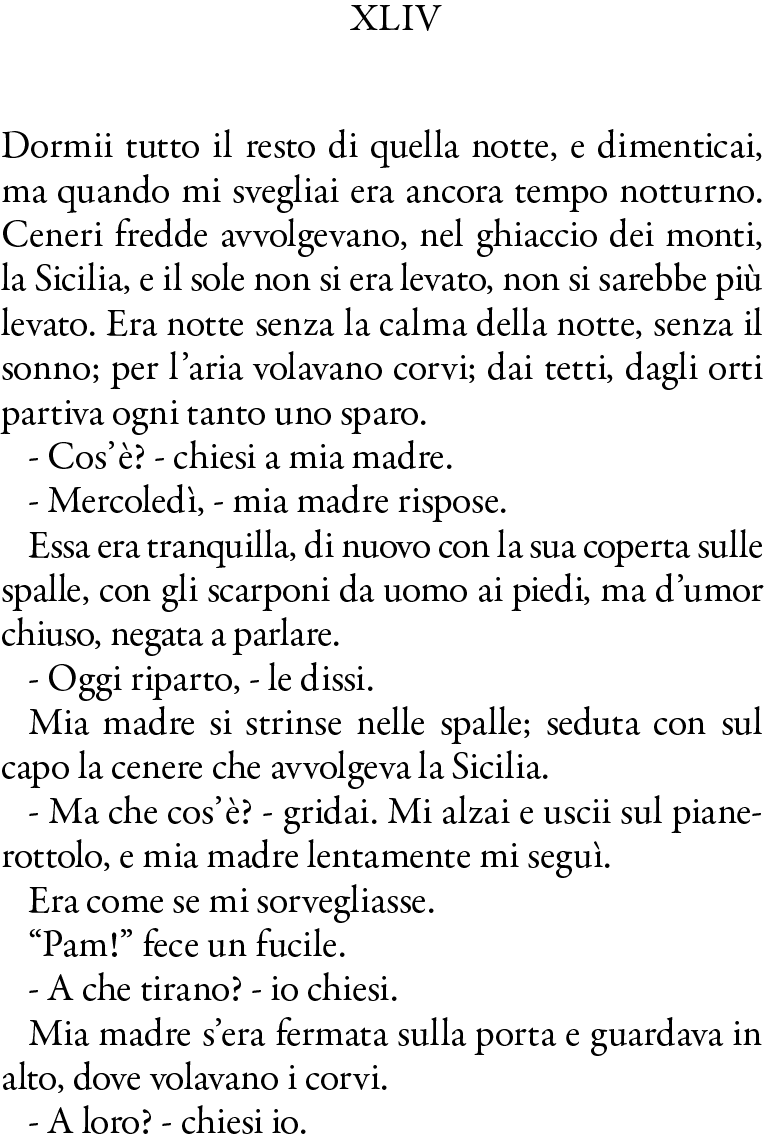 XLIV
Dormii tutto il resto di quella notte, e dimenticai,
ma quando mi svegliai era ancora tempo notturno.
Ceneri fredde avvolgevano, nel ghiaccio dei monti,
la Sicilia, e il sole non si era levato, non si sarebbe più
levato. Era notte senza la calma della notte, senza il
sonno; per l’aria volavano corvi; dai tetti, dagli orti
partiva ogni tanto uno sparo.
- Cos’è? - chiesi a mia madre.
- Mercoledì, - mia madre rispose.
Essa era tranquilla, di nuovo con la sua coperta sulle
spalle, con gli scarponi da uomo ai piedi, ma d’umor
chiuso, negata a parlare.
- Oggi riparto, - le dissi.
Mia madre si strinse nelle spalle; seduta con sul
capo la cenere che avvolgeva la Sicilia.
- Ma che cos’è? - gridai. Mi alzai e uscii sul piane-
rottolo, e mia madre lentamente mi seguì.
Era come se mi sorvegliasse.
“Pam!” fece un fucile.
- A che tirano? - io chiesi.
Mia madre s’era fermata sulla porta e guardava in
alto, dove volavano i corvi.
- A loro? - chiesi io.